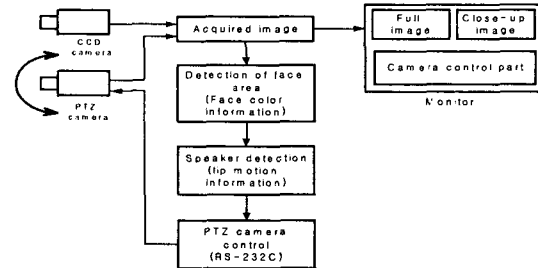 CCD
camera
PTZ
camera
Acquired image
Detection of face
area
(Face color
information)
Speaker detection
(lip motion
information)
PTZ camera
control
(RS-232C)
Full
image
Close-up
image
Camera control part
Monitor